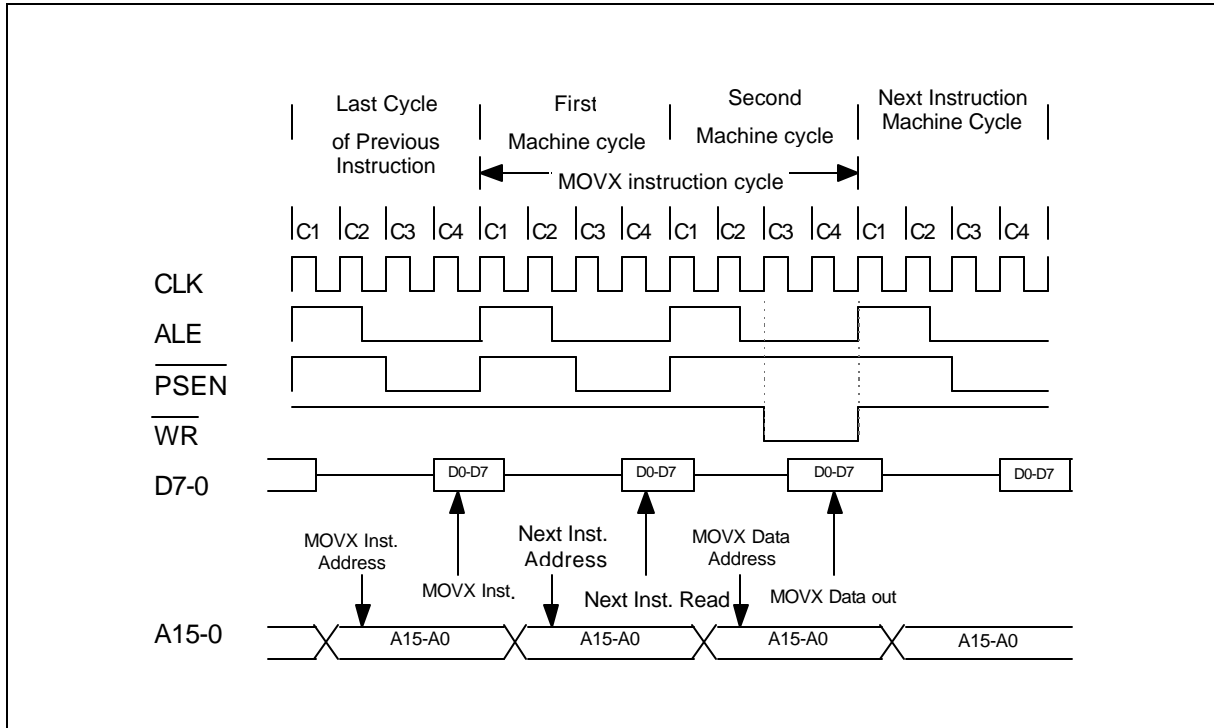 Last Cycle
of Previous
Instruction
First
Machine cycle
Second
Machine cycle
Next Instruction
Machine Cycle
MOVX instruction cycle
C1 C2 C3 C4 C1 C2 C3 C4 C1 C2 C3 C4 C1 C2 C3 C4
CLK
ALE
PSEN
WR
D7-0
D0-D7 D0-D7 D0-D7 D0-D7
MOVX Inst.
Address
MOVX Inst.
Next Inst.
Address
Next Inst. Read
MOVX Data
Address
MOVX Data out
A15-0
A15-A0 A15-A0 A15-A0 A15-A0